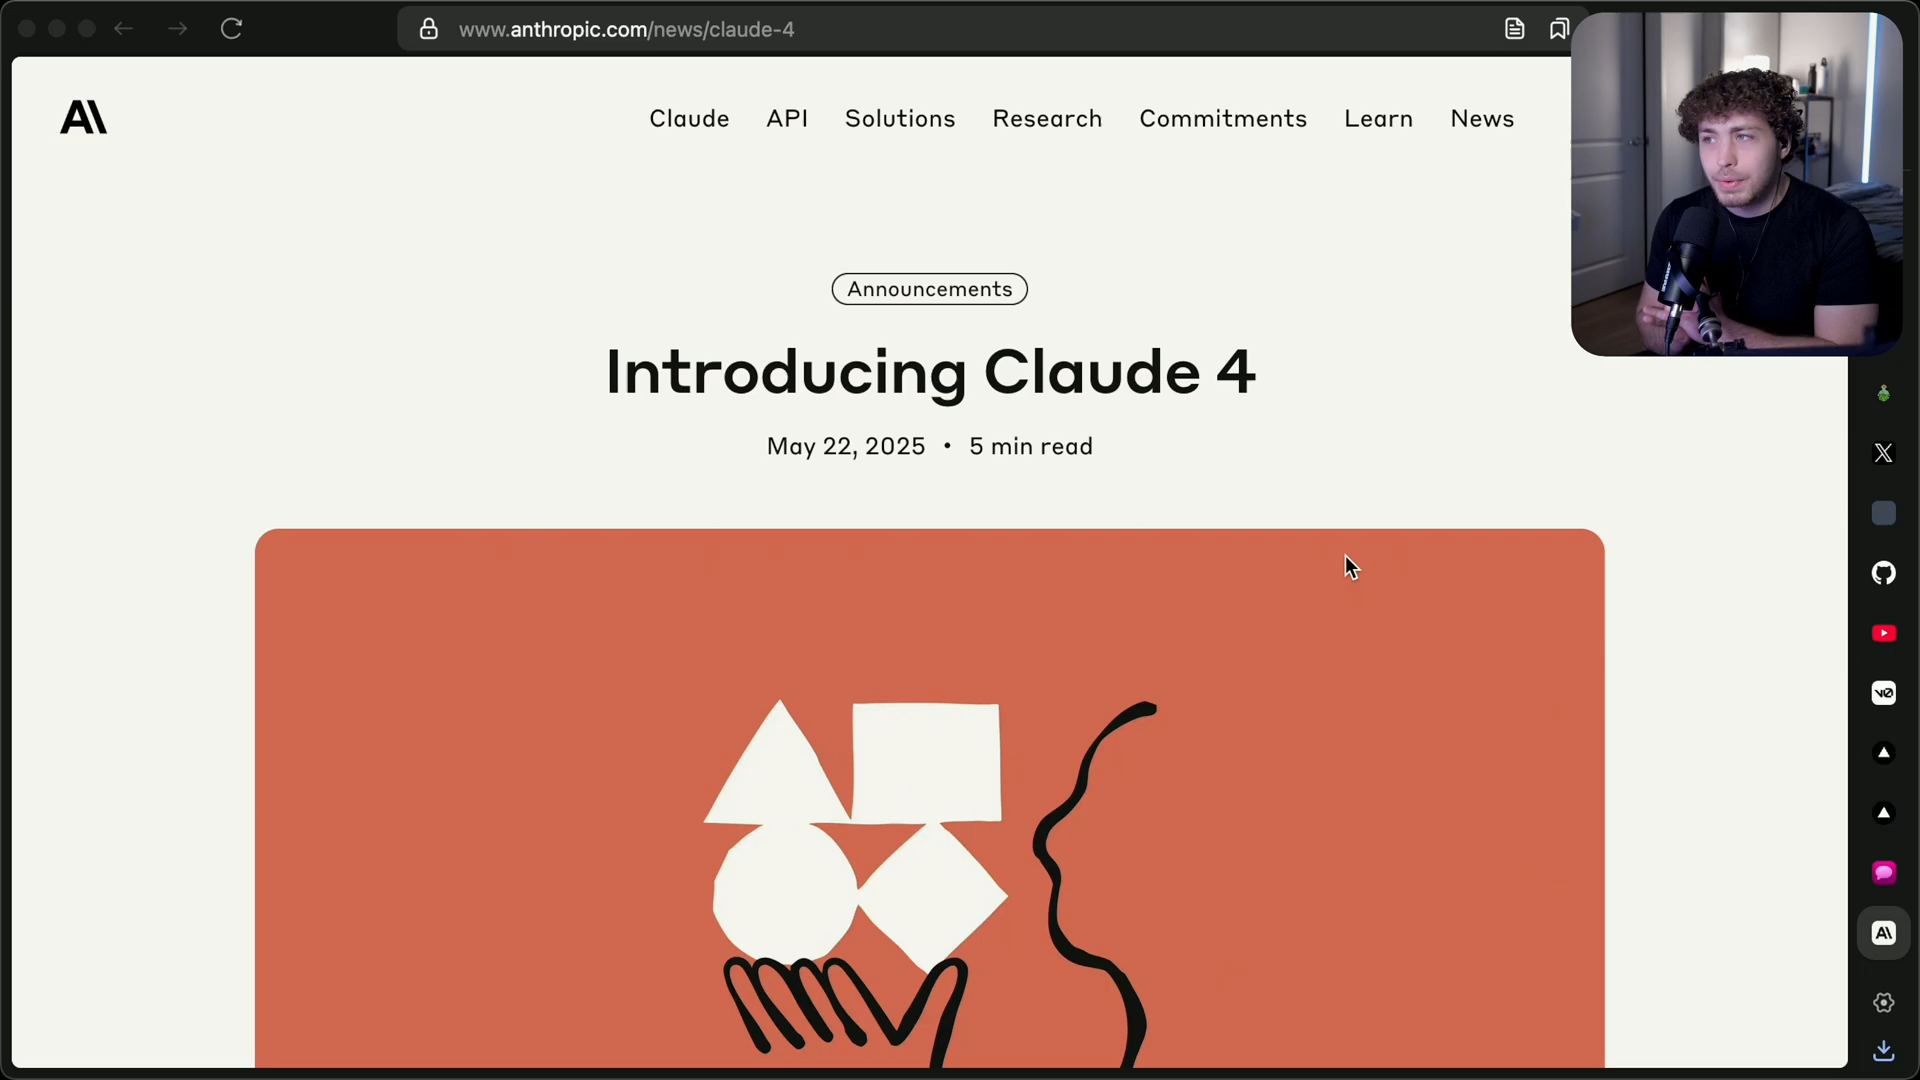 www.anthropic.com/news/claude-4
Claude API Solutions Research Commitments Learn News
Announcements
Introducing Claude 4
May 22, 2025 • 5 min read